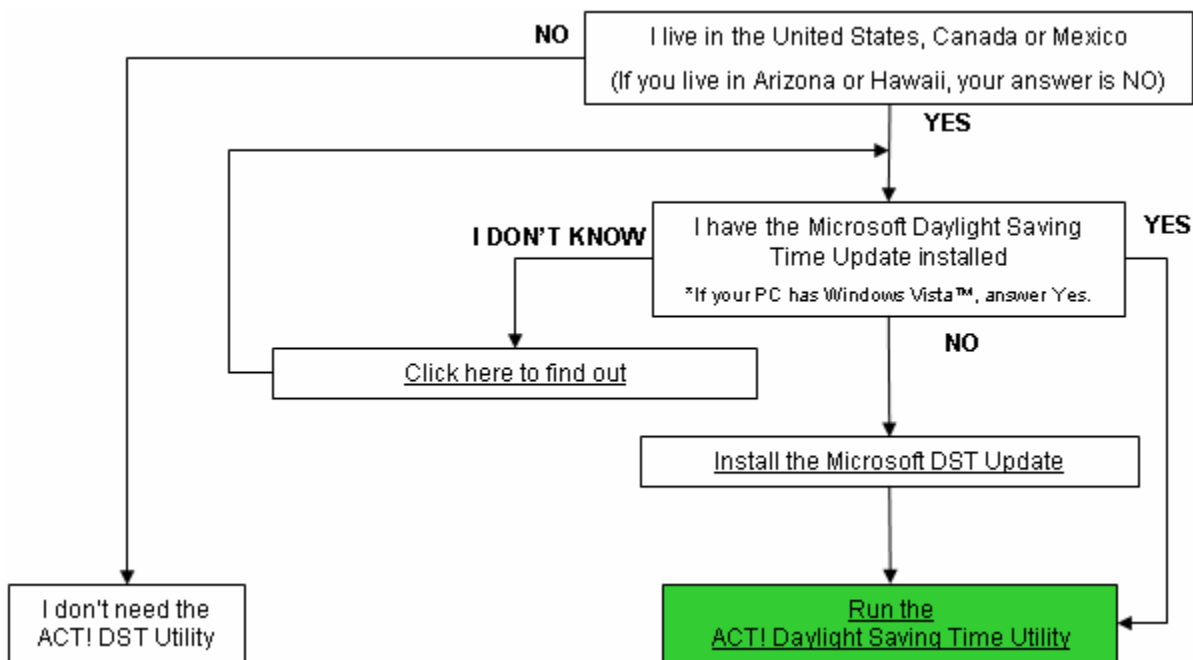 NO
I live in the United States, Canada or Mexico
(If you live in Arizona or Hawaii, your answer is NO)
YES
I DON'T KNOW
I have the Microsoft Daylight Saving
Time Update installed
*If your PC has Windows Vista™, answer Yes.
YES
NO
Click here to find out
Install the Microsoft DST Update
I don't need the
ACT! DST Utility
Run the
ACT! Daylight Saving Time Utility